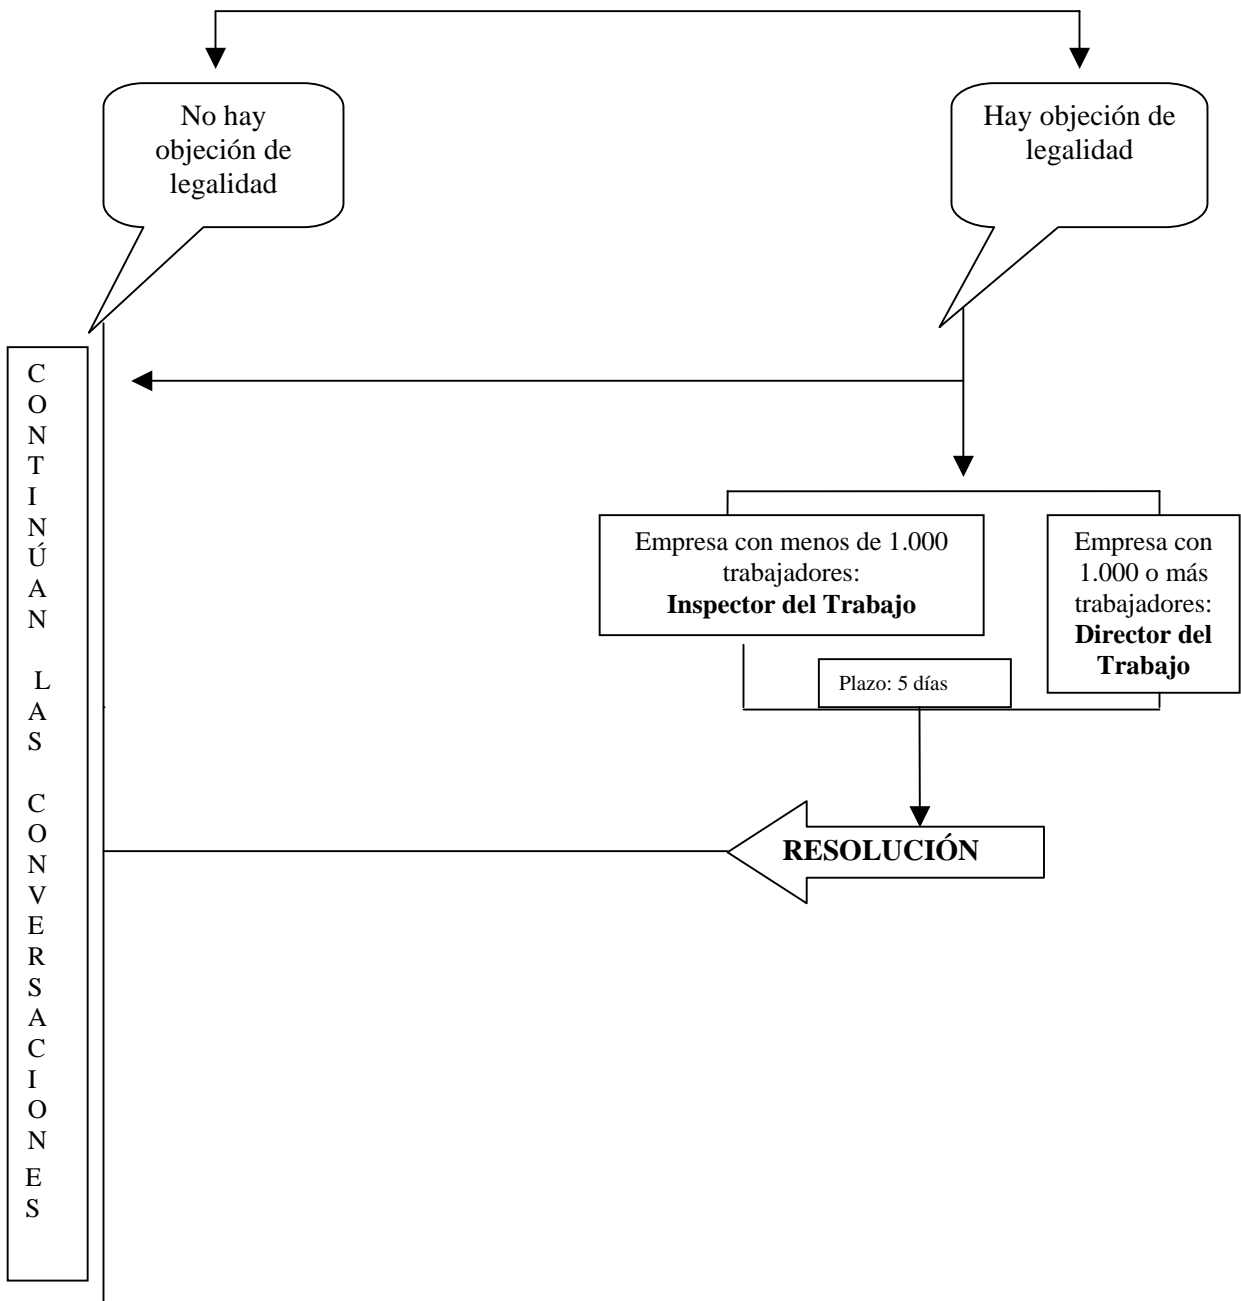 No hay
objeción de
legalidad
Hay objeción de
legalidad
C
O
N
T
I
N
Ú
A
N
L
A
S
C
O
N
V
E
R
S
A
C
I
O
N
E
S
Empresa con menos de 1.000
trabajadores:
Inspector del Trabajo
Empresa con
1.000 o más
trabajadores:
Director del
Trabajo
Plazo: 5 días
RESOLUCIÓN